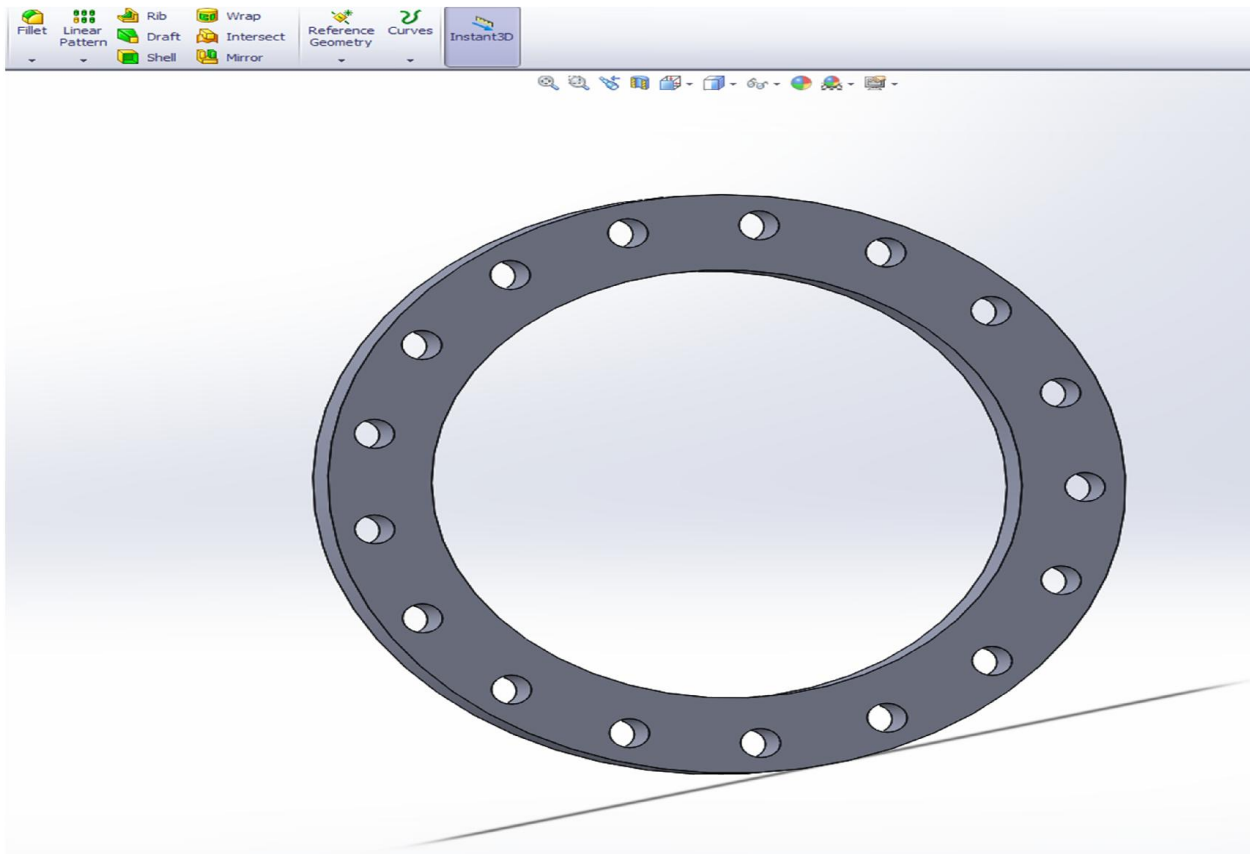 Fillet
Linear
Pattern
Rib
Draft
Shell
Wrap
Intersect
Mirror
Reference
Geometry
Curves
Instant3D